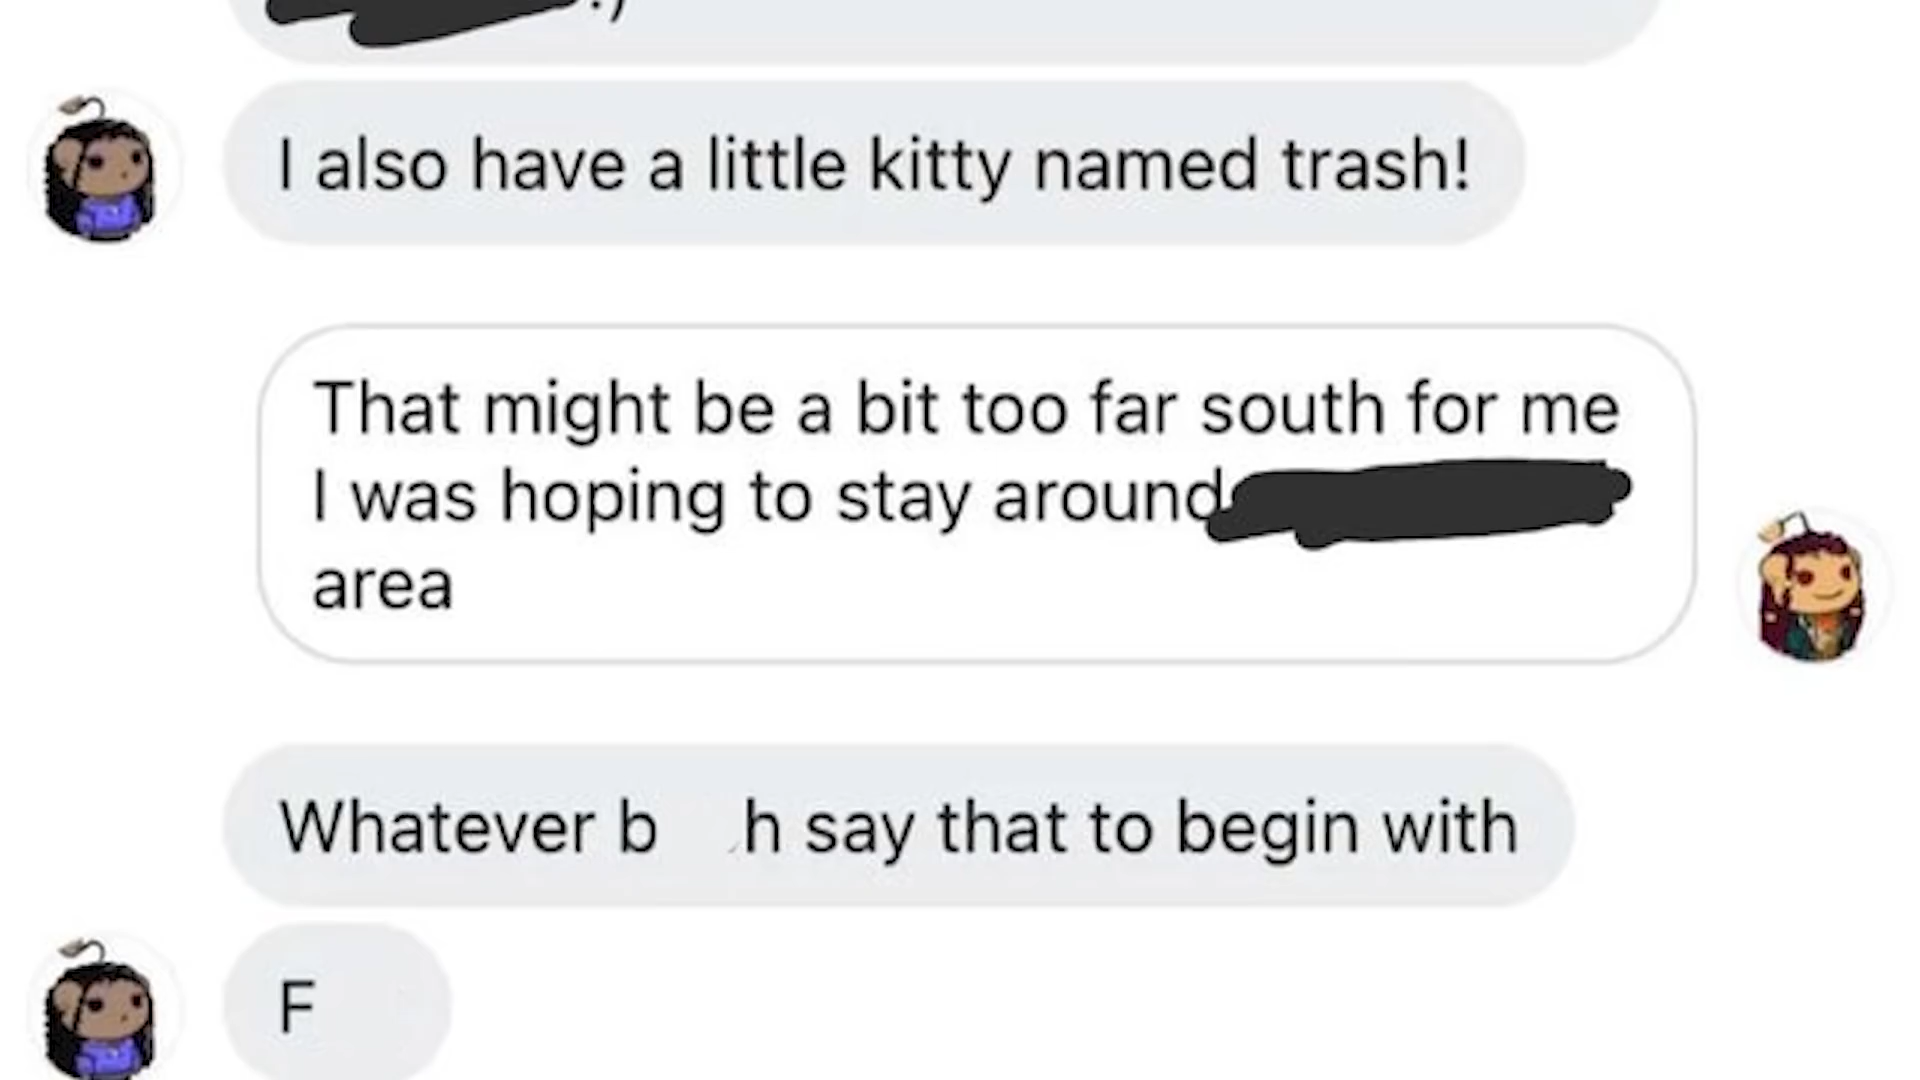 I also have a little kitty named trash!
That might be a bit too far south for me
I was hoping to stay around
area
Whatever b h say that to begin with
F